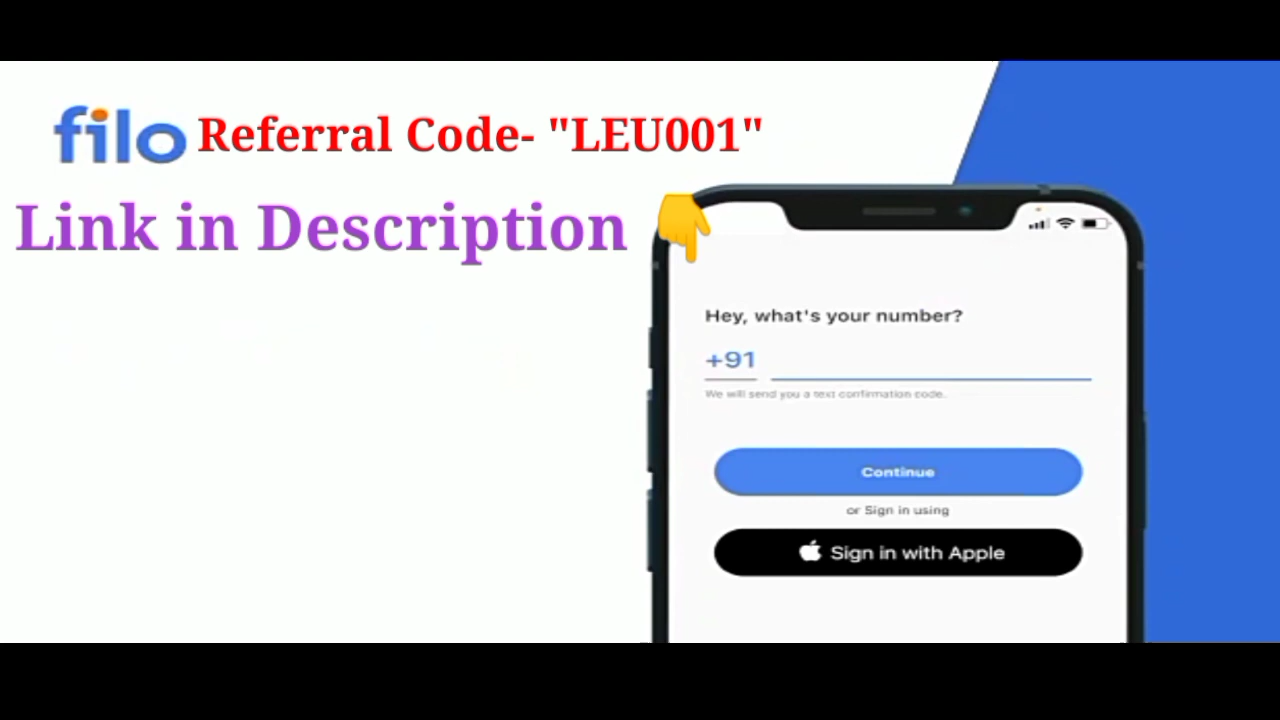 filo Referral Code- "LEU001"
Link in Description
Hey, what's your number?
+91
We will send you a text confirmation code.
Continue
or Sign in using
Sign in with Apple